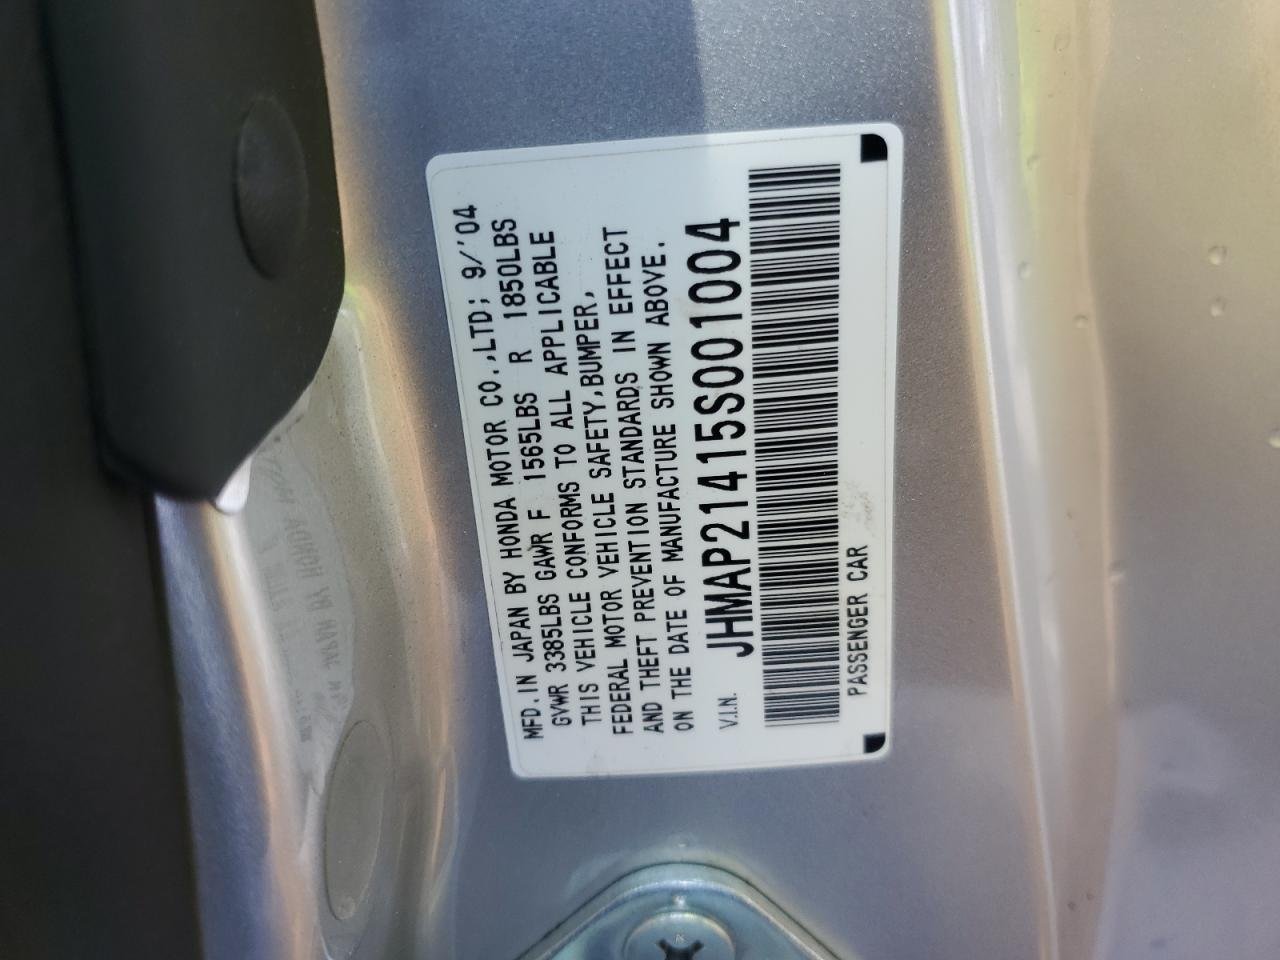 MFD. IN JAPAN BY HONDA MOTOR CO.,LTD; 9/'04
GVWR 3385LBS GAWR F 1565LBS R 1850LBS
THIS VEHICLE CONFORMS TO ALL APPLICABLE
FEDERAL MOTOR VEHICLE SAFETY,BUMPER,
AND THEFT PREVENTION STANDARDS IN EFFECT
ON THE DATE OF MANUFACTURE SHOWN ABOVE.
V.I.N. JHMAP21415S001004
PASSENGER CAR